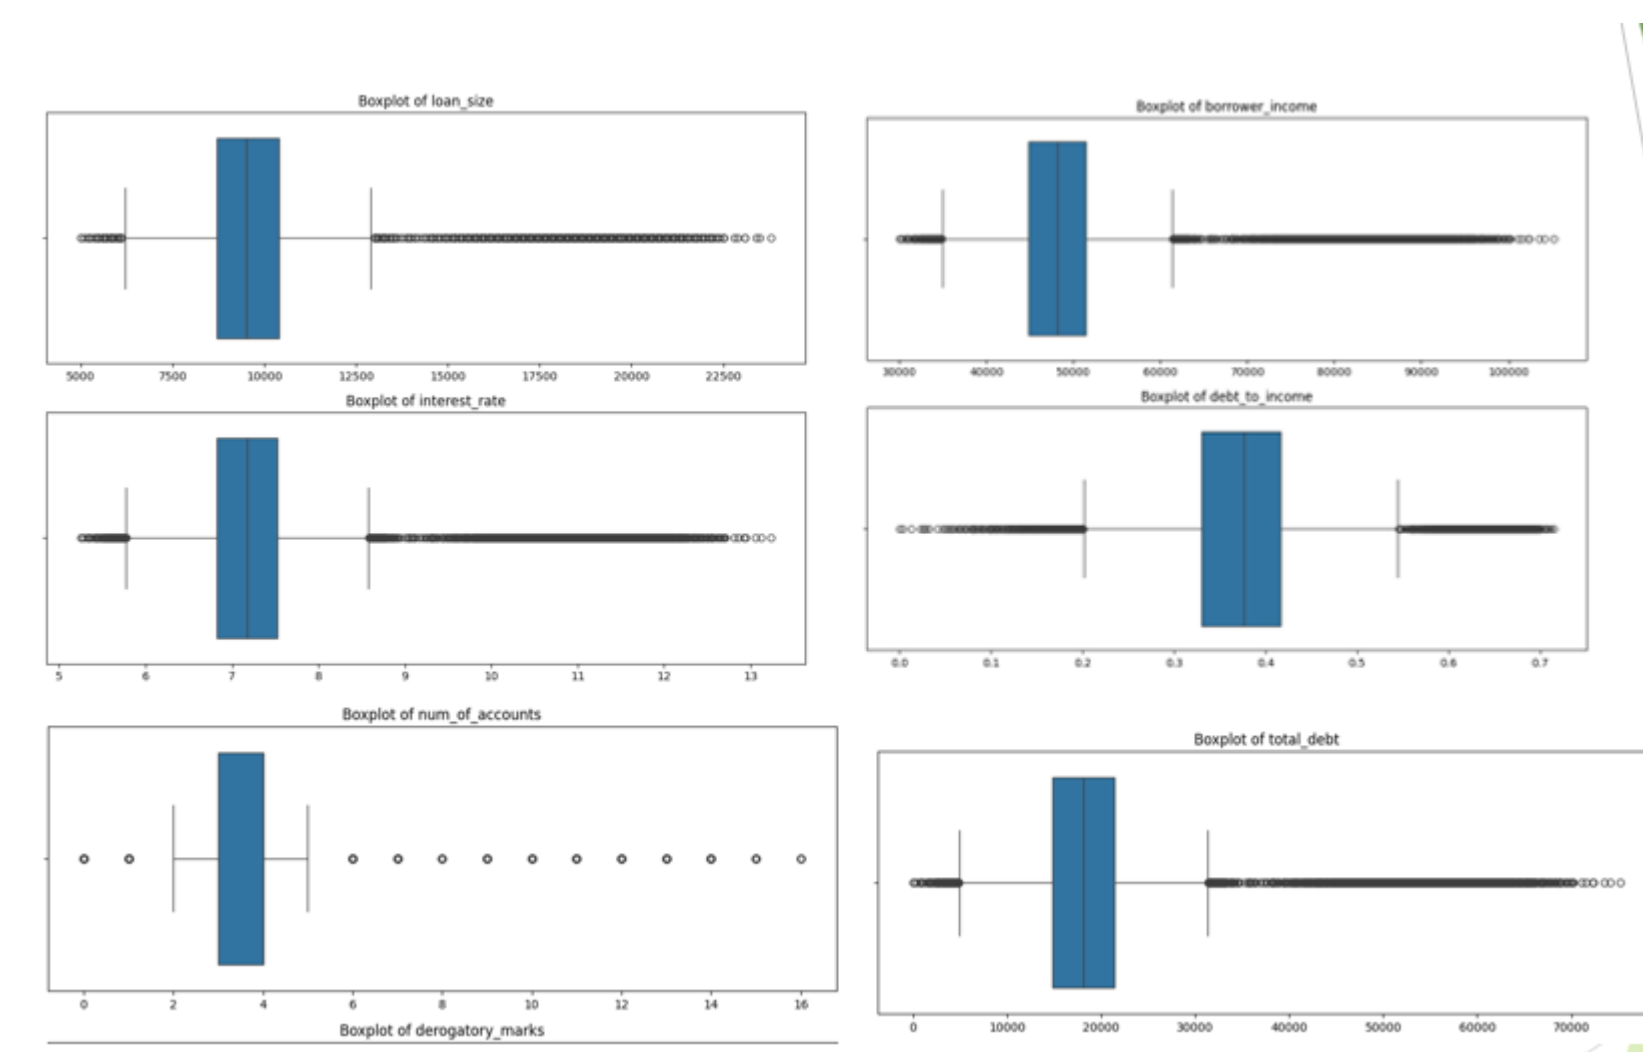 Boxplot of loan_size
5000 7500 10000 12500 15000 17500 20000 22500
Boxplot of borrower_income
30000 40000 50000 60000 70000 80000 90000 100000
Boxplot of interest_rate
5 6 7 8 9 10 11 12 13
Boxplot of debt_to_income
0.0 0.1 0.2 0.3 0.4 0.5 0.6 0.7
Boxplot of num_of_accounts
0 2 4 6 8 10 12 14 16
Boxplot of total_debt
0 10000 20000 30000 40000 50000 60000 70000
Boxplot of derogatory_marks